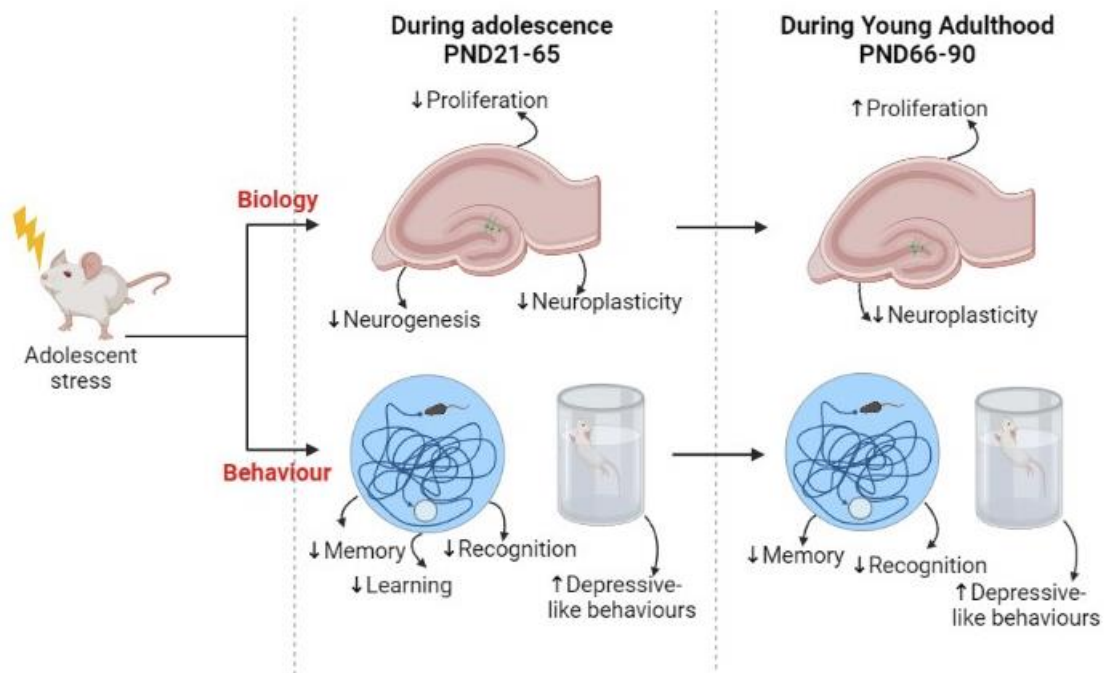 During adolescence
PND21-65
During Young Adulthood
PND66-90
↓Proliferation
↑Proliferation
Biology
↓Neurogenesis
↓Neuroplasticity
↓Neuroplasticity
Adolescent
stress
Behaviour
↓Memory
↓Recognition
↓Learning
↑Depressive-
like behaviours
↓Memory
↓Recognition
↑Depressive-
like behaviours